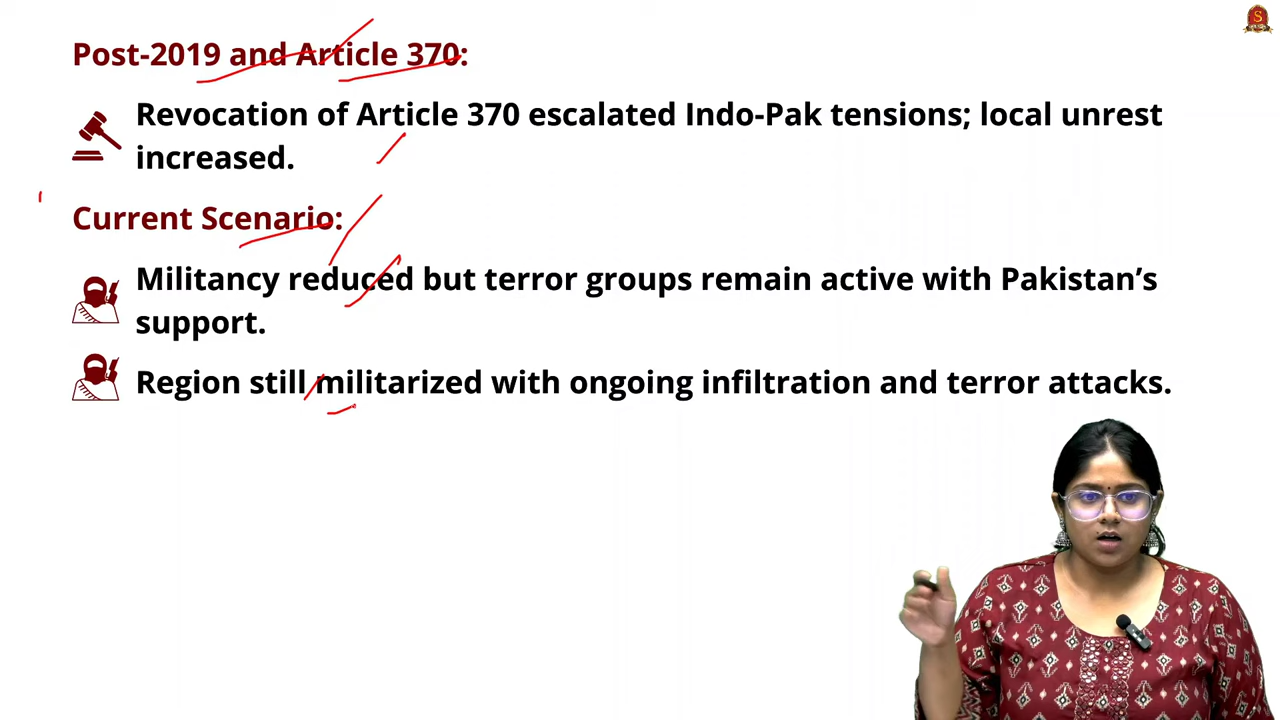 Post-2019 and Article 370:
Revocation of Article 370 escalated Indo-Pak tensions; local unrest
increased.
Current Scenario:
Militancy reduced but terror groups remain active with Pakistan’s
support.
Region still militarized with ongoing infiltration and terror attacks.